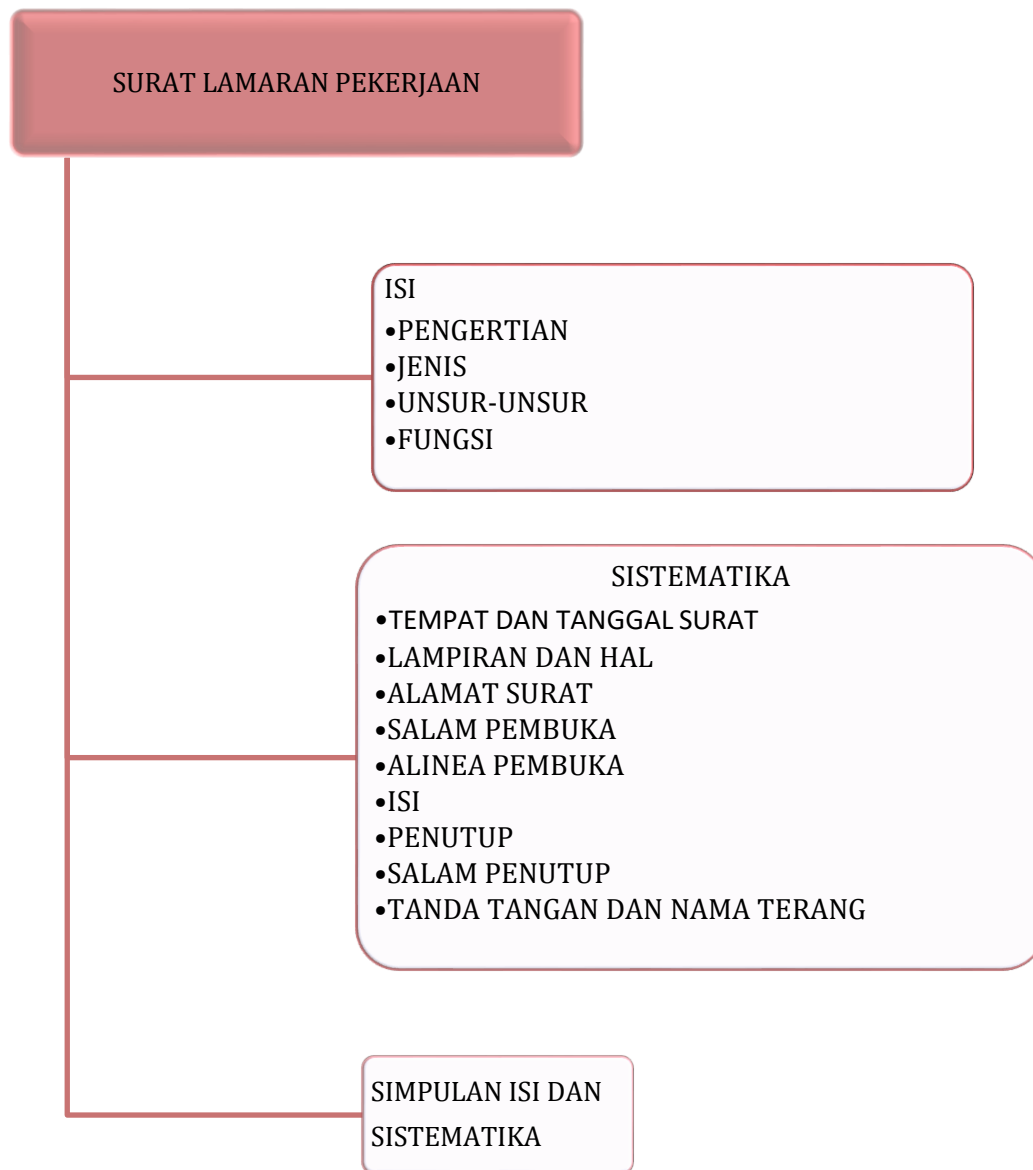 SURAT LAMARAN PEKERJAAN
ISI
•PENGERTIAN
•JENIS
•UNSUR-UNSUR
•FUNGSI
SISTEMATIKA
•TEMPAT DAN TANGGAL SURAT
•LAMPIRAN DAN HAL
•ALAMAT SURAT
•SALAM PEMBUKA
•ALINEA PEMBUKA
•ISI
•PENUTUP
•SALAM PENUTUP
•TANDA TANGAN DAN NAMA TERANG
SIMPULAN ISI DAN
SISTEMATIKA